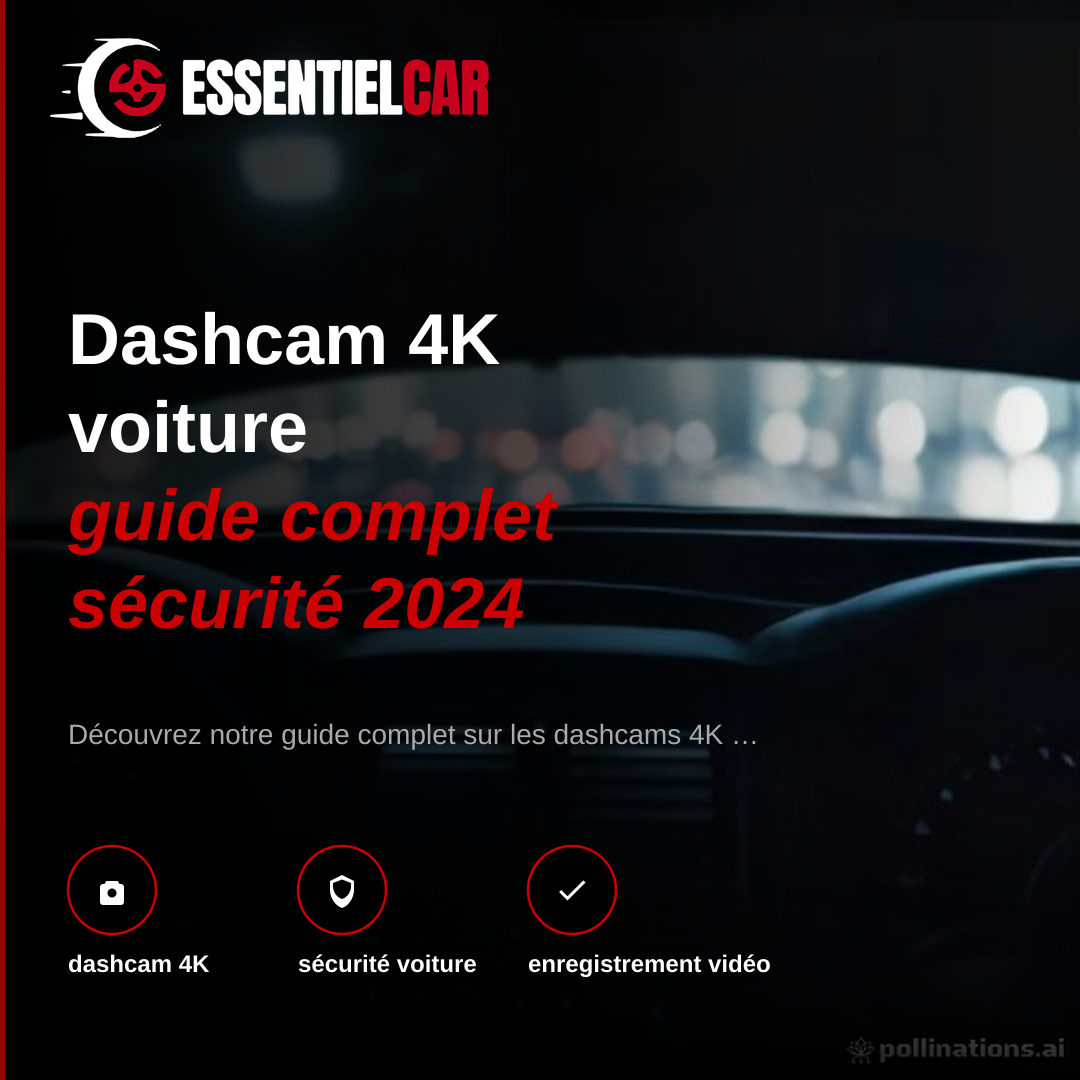 ESSENTIELCAR
Dashcam 4K
voiture
guide complet
sécurité 2024
Découvrez notre guide complet sur les dashcams 4K …
dashcam 4K
sécurité voiture
enregistrement vidéo
pollinations.ai